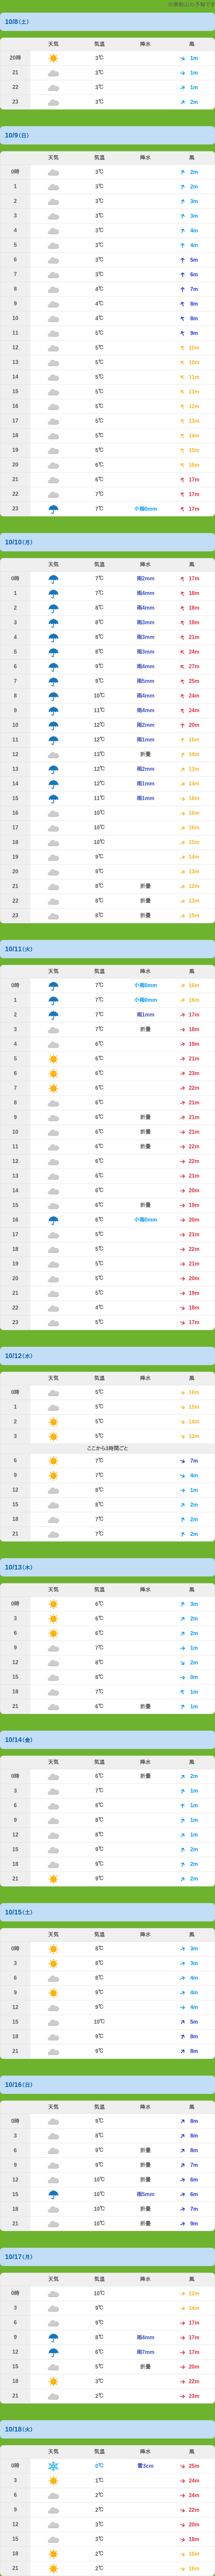 10/8(土)
天気 気温 降水 風
20時 3℃ 1m
21 3℃ 1m
22 3℃ 1m
23 3℃ 2m
10/9(日)
天気 気温 降水 風
0時 3℃ 2m
1 3℃ 2m
2 3℃ 3m
3 3℃ 3m
4 3℃ 4m
5 3℃ 4m
6 3℃ 5m
7 3℃ 6m
8 4℃ 7m
9 4℃ 8m
10 4℃ 8m
11 5℃ 9m
12 5℃ 10m
13 5℃ 10m
14 5℃ 11m
15 5℃ 11m
16 5℃ 12m
17 5℃ 13m
18 5℃ 14m
19 5℃ 15m
20 6℃ 16m
21 6℃ 17m
22 7℃ 17m
23 7℃ 小雨0mm 17m
10/10(月)
天気 気温 降水 風
0時 7℃ 雨2mm 17m
1 7℃ 雨4mm 18m
2 8℃ 雨4mm 18m
3 8℃ 雨3mm 19m
4 8℃ 雨3mm 21m
5 8℃ 雨3mm 24m
6 9℃ 雨4mm 27m
7 9℃ 雨5mm 25m
8 10℃ 雨4mm 24m
9 11℃ 雨4mm 24m
10 12℃ 雨2mm 20m
11 12℃ 雨1mm 16m
12 13℃ 折畳 14m
13 12℃ 雨2mm 13m
14 12℃ 雨1mm 14m
15 11℃ 雨1mm 16m
16 10℃ 16m
17 10℃ 16m
18 10℃ 15m
19 9℃ 14m
20 9℃ 13m
21 8℃ 折畳 12m
22 8℃ 折畳 13m
23 8℃ 折畳 15m
10/11(火)
天気 気温 降水 風
0時 7℃ 小雨0mm 16m
1 7℃ 小雨0mm 16m
2 7℃ 雨1mm 17m
3 7℃ 折畳 18m
4 6℃ 19m
5 6℃ 21m
6 6℃ 23m
7 7℃ 22m
8 6℃ 21m
9 6℃ 折畳 21m
10 6℃ 折畳 21m
11 6℃ 折畳 22m
12 6℃ 22m
13 6℃ 21m
14 6℃ 20m
15 6℃ 折畳 19m
16 6℃ 小雨0mm 20m
17 5℃ 21m
18 5℃ 22m
19 5℃ 21m
20 5℃ 20m
21 5℃ 19m
22 4℃ 18m
23 5℃ 17m
10/12(水)
天気 気温 降水 風
0時 5℃ 16m
1 5℃ 15m
2 5℃ 14m
3 5℃ 13m
ここから3時間ごと
6 7℃ 7m
9 7℃ 4m
12 8℃ 1m
15 8℃ 2m
18 7℃ 2m
21 7℃ 2m
10/13(木)
天気 気温 降水 風
0時 6℃ 3m
3 6℃ 2m
6 6℃ 2m
9 7℃ 1m
12 8℃ 2m
15 8℃ 0m
18 7℃ 1m
21 6℃ 折畳 1m
10/14(金)
天気 気温 降水 風
0時 6℃ 折畳 2m
3 7℃ 1m
6 8℃ 1m
9 8℃ 1m
12 8℃ 1m
15 9℃ 2m
18 9℃ 2m
21 9℃ 2m
10/15(土)
天気 気温 降水 風
0時 8℃ 3m
3 8℃ 3m
6 8℃ 4m
9 9℃ 4m
12 9℃ 4m
15 10℃ 5m
18 9℃ 8m
21 9℃ 8m
10/16(日)
天気 気温 降水 風
0時 9℃ 8m
3 8℃ 8m
6 9℃ 折畳 8m
9 9℃ 折畳 7m
12 10℃ 折畳 6m
15 10℃ 雨5mm 6m
18 10℃ 折畳 7m
21 10℃ 折畳 9m
10/17(月)
天気 気温 降水 風
0時 10℃ 12m
3 9℃ 14m
6 9℃ 17m
9 8℃ 雨4mm 17m
12 6℃ 雨7mm 17m
15 5℃ 折畳 20m
18 3℃ 22m
21 2℃ 23m
10/18(火)
天気 気温 降水 風
0時 0℃ 雪3cm 25m
3 1℃ 24m
6 2℃ 24m
9 2℃ 22m
12 3℃ 20m
15 3℃ 18m
18 2℃ 16m
21 2℃ 16m